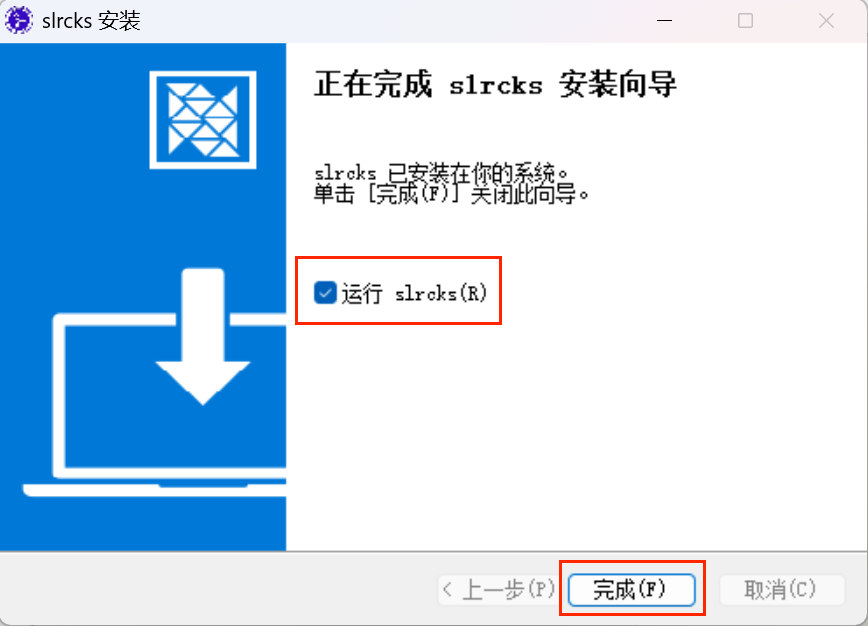 slrcks 安装
正在完成 slrcks 安装向导
slrcks 已安装在你的系统。
单击 [完成(F)] 关闭此向导。
运行 slrcks(R)
< 上一步(P)
完成(F)
取消(C)